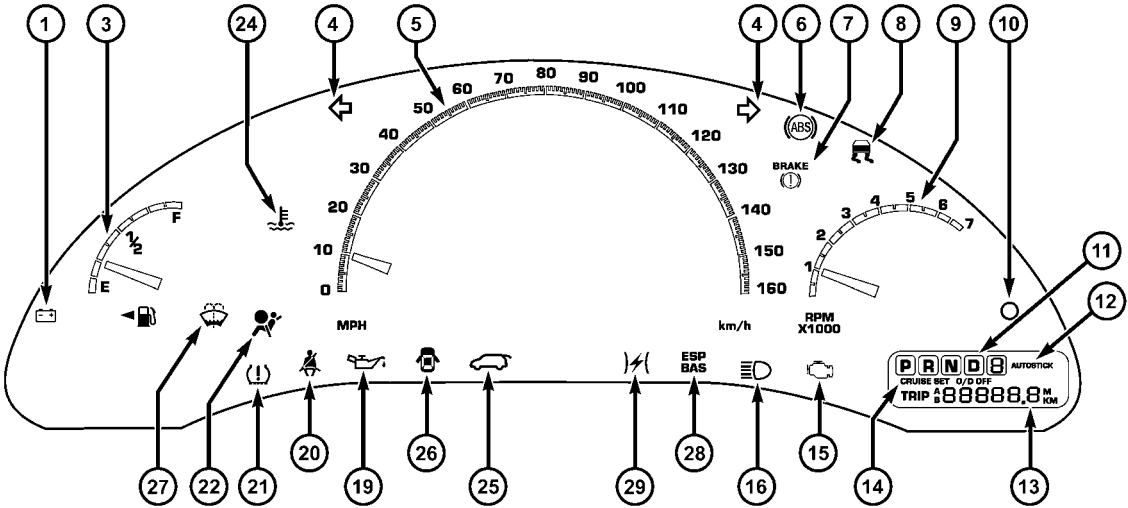 1 3 24 4 5 4 6 7 8 9 10
0 10 20 30 40 50 60 70 80 90 100 110 120 130 140 150 160
MPH
km/h
E 1/2 F
ABS
BRAKE
1 2 3 4 5 6 7
RPM
X1000
11
12
P R N D 8 AUTOSTICK
CRUISE SET O/D OFF
TRIP A B 88888.8 M KM
ESP
BAS
27 22 21 20 19 26 25 29 28 16 15 14 13